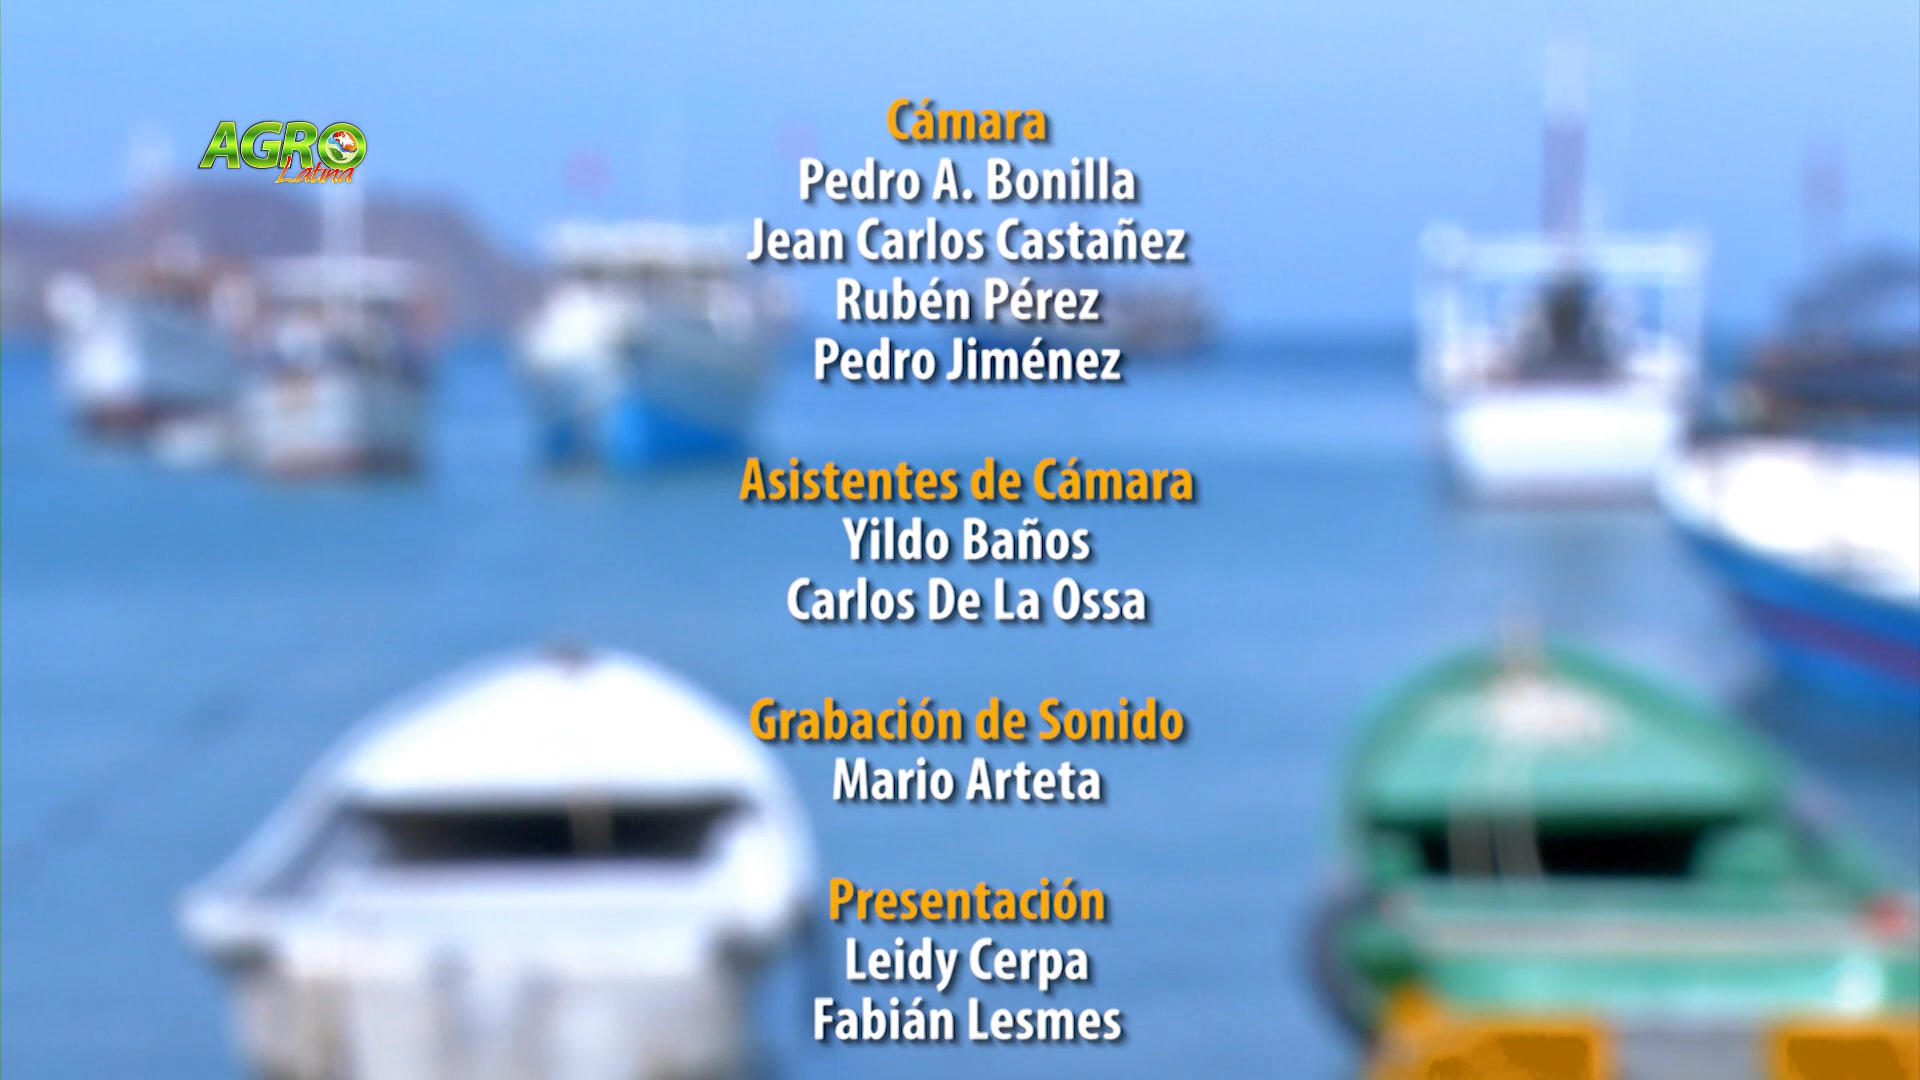 AGRO
Latina
Cámara
Pedro A. Bonilla
Jean Carlos Castañez
Rubén Pérez
Pedro Jiménez
Asistentes de Cámara
Yildo Baños
Carlos De La Ossa
Grabación de Sonido
Mario Arteta
Presentación
Leidy Cerpa
Fabián Lesmes